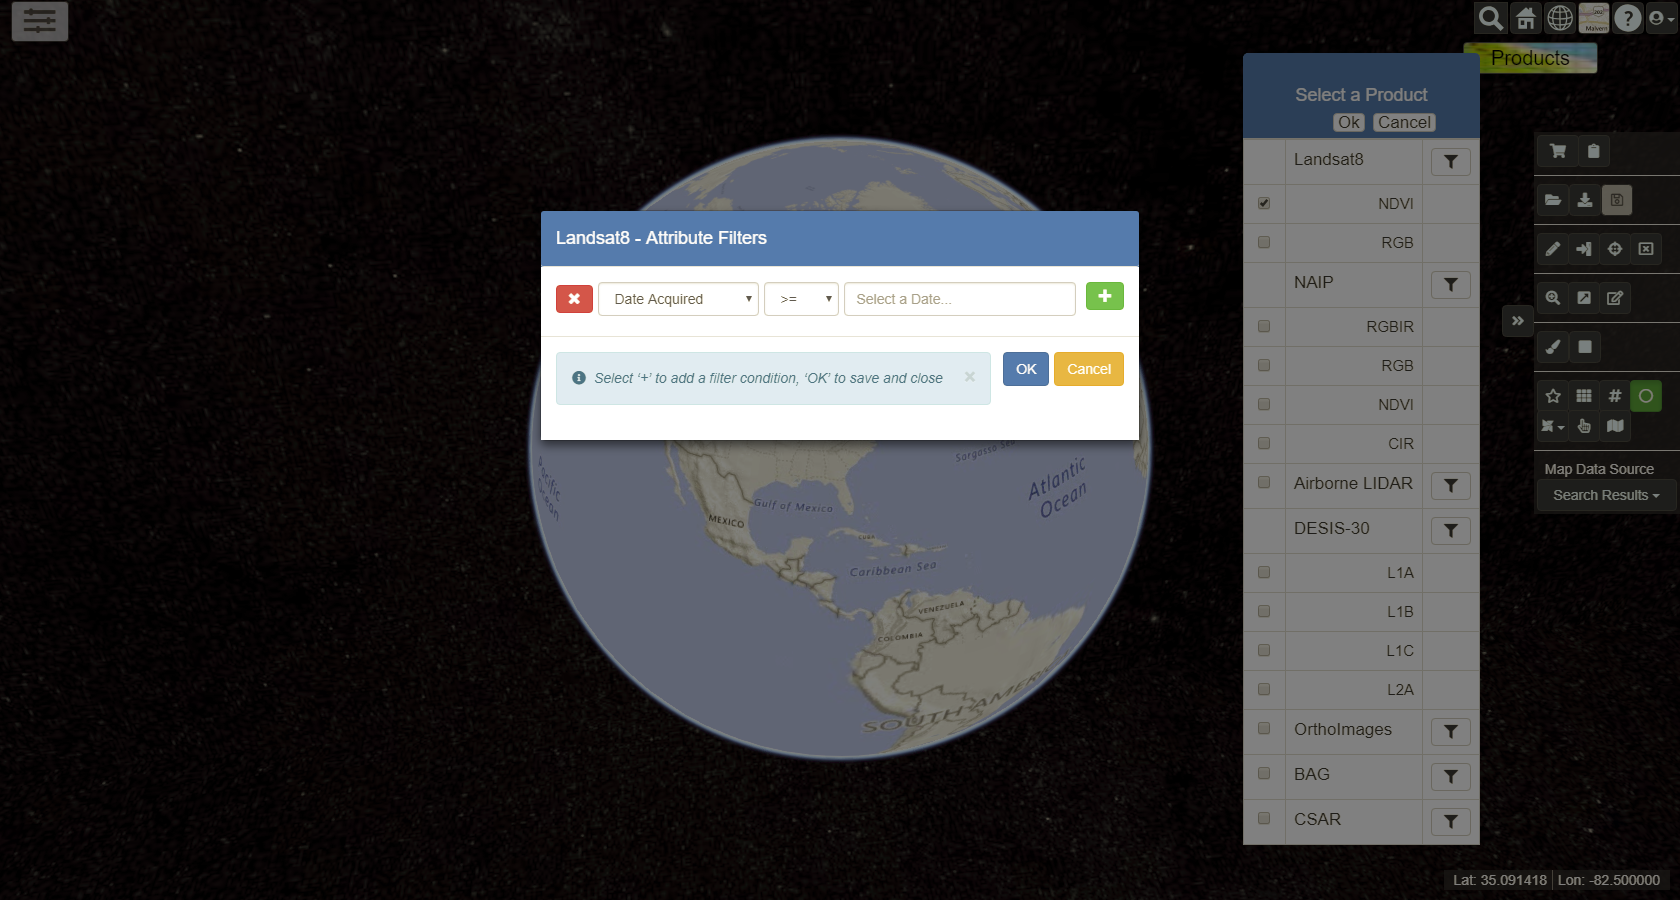 Malvern
?
Products
Select a Product
Ok Cancel
Landsat8
NDVI
RGB
NAIP
RGBIR
RGB
NDVI
CIR
Airborne LIDAR
DESIS-30
L1A
L1B
L1C
L2A
OrthoImages
BAG
CSAR
Landsat8 - Attribute Filters
Date Acquired >= Select a Date...
Select ‘+’ to add a filter condition, ‘OK’ to save and close ×
OK Cancel
Pacific
Ocean
Sargasso Sea
Atlantic
Ocean
Gulf of Mexico
MEXICO
CUBA
Caribbean Sea
VENEZUELA
COLOMBIA
SOUTH AMER
#
Map Data Source
Search Results
Lat: 35.091418 Lon: -82.500000